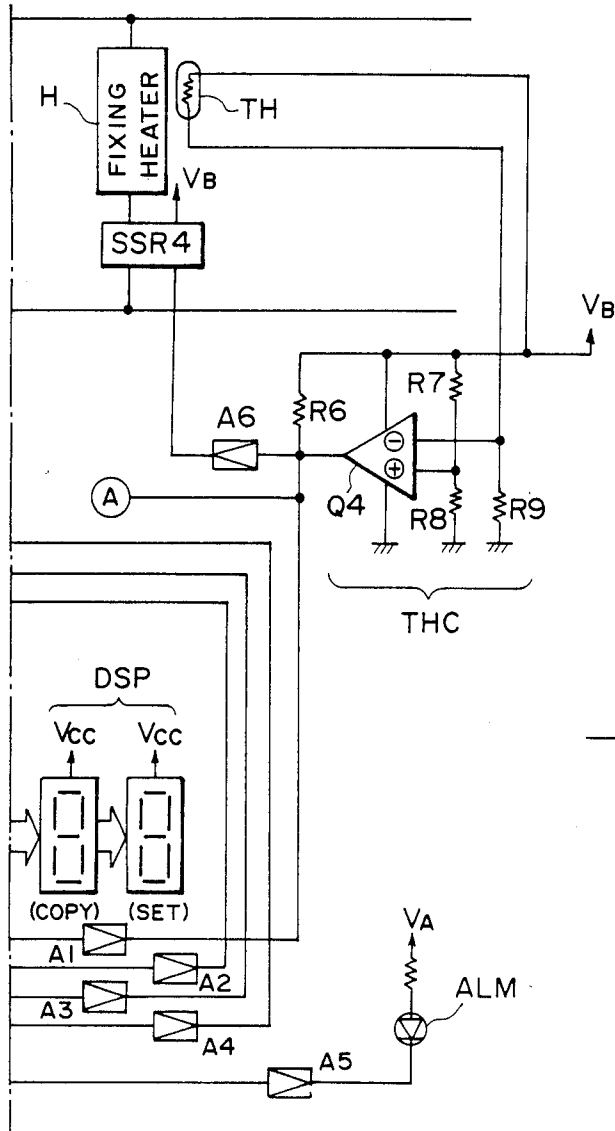 H
FIXING
HEATER
TH
VB
SSR4
VB
R7
A6
R6
⊖
⊕
A
Q4
R8
R9
THC
DSP
Vcc
Vcc
(COPY)
(SET)
A1
A2
A3
A4
VA
ALM
A5